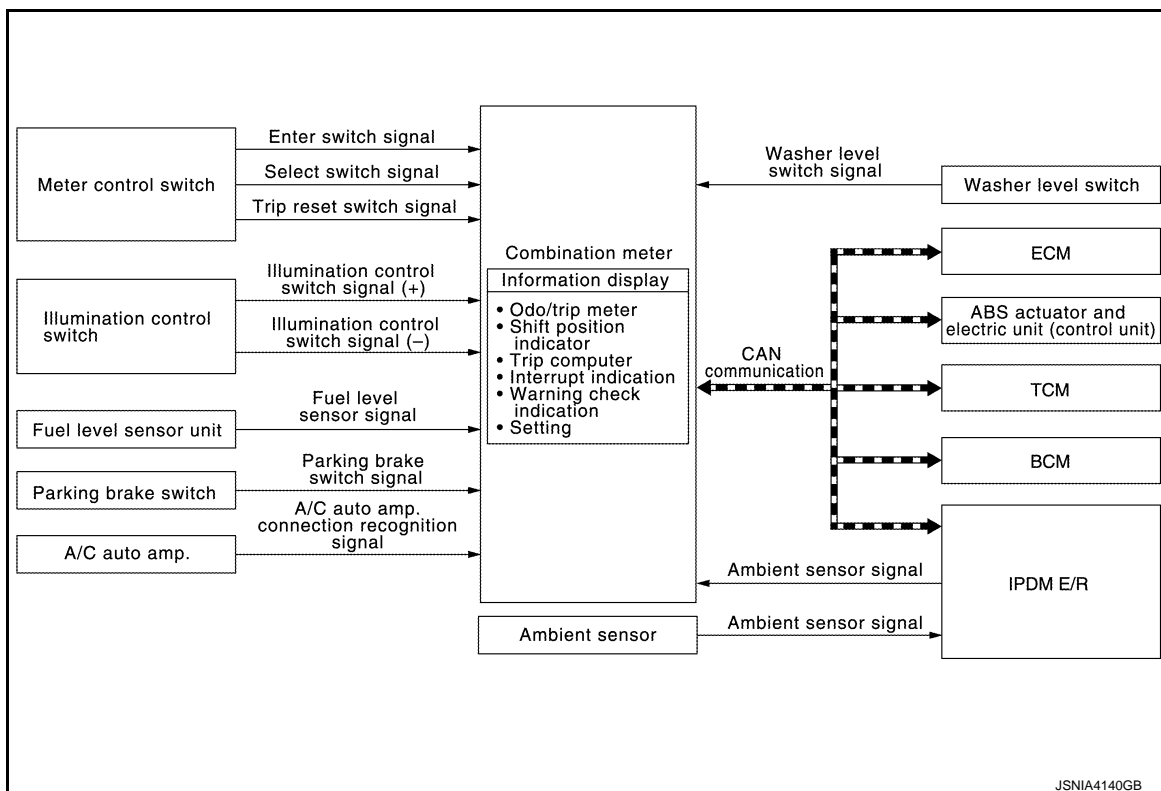 Meter control switch
Enter switch signal
Select switch signal
Trip reset switch signal
Illumination control
switch
Illumination control
switch signal (+)
Illumination control
switch signal (–)
Fuel level sensor unit
Fuel level
sensor signal
Parking brake switch
Parking brake
switch signal
A/C auto amp.
A/C auto amp.
connection recognition
signal
Combination meter
Information display
• Odo/trip meter
• Shift position
indicator
• Trip computer
• Interrupt indication
• Warning check
indication
• Setting
Ambient sensor
Washer level
switch signal
Washer level switch
CAN
communication
ECM
ABS actuator and
electric unit (control unit)
TCM
BCM
IPDM E/R
Ambient sensor signal
Ambient sensor signal
JSNIA4140GB